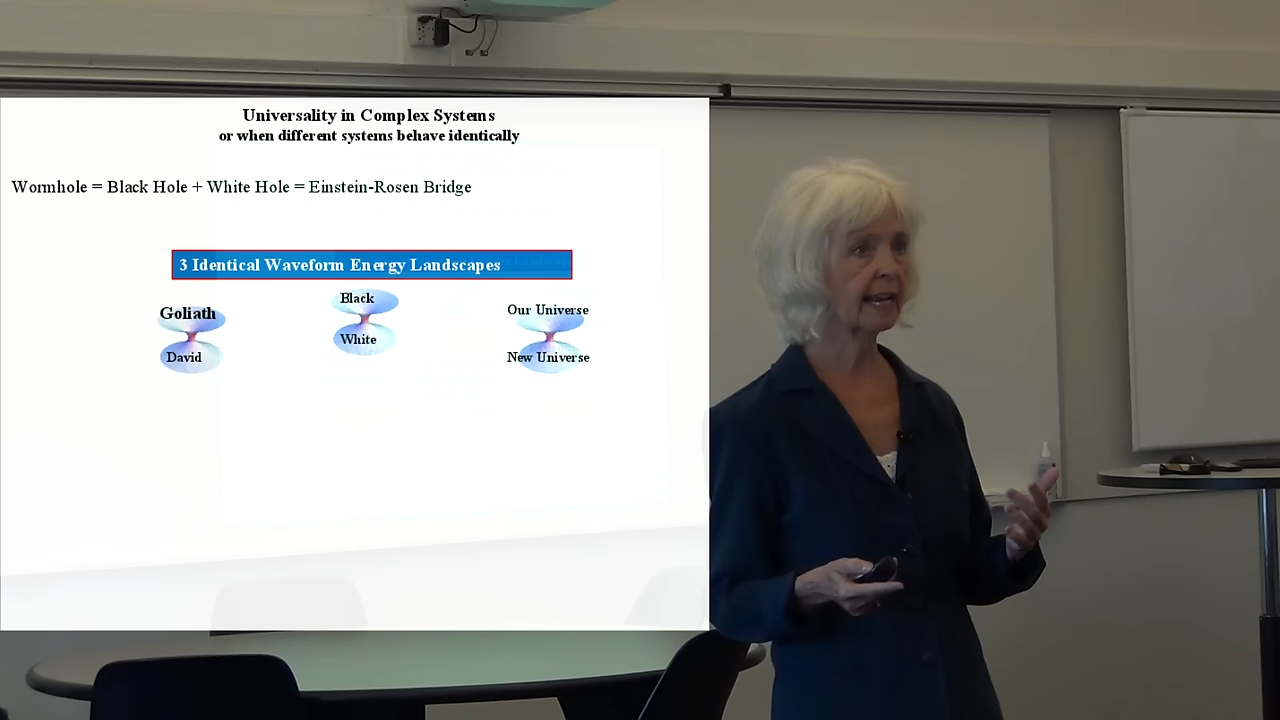 Universality in Complex Systems
or when different systems behave identically
Wormhole = Black Hole + White Hole = Einstein-Rosen Bridge
3 Identical Waveform Energy Landscapes
Goliath
David
Black
White
Our Universe
New Universe